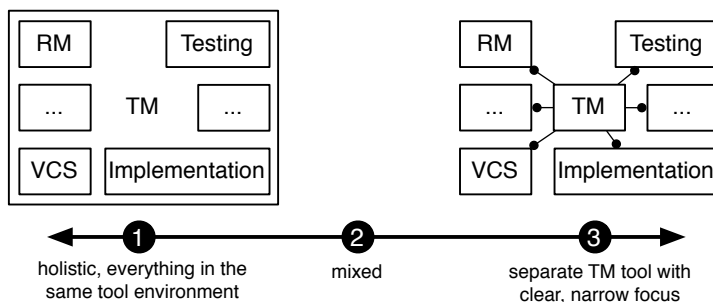 RM Testing RM Testing
... TM ... ... TM ...
VCS Implementation VCS Implementation
1 2 3
holistic, everything in the mixed separate TM tool with
same tool environment clear, narrow focus